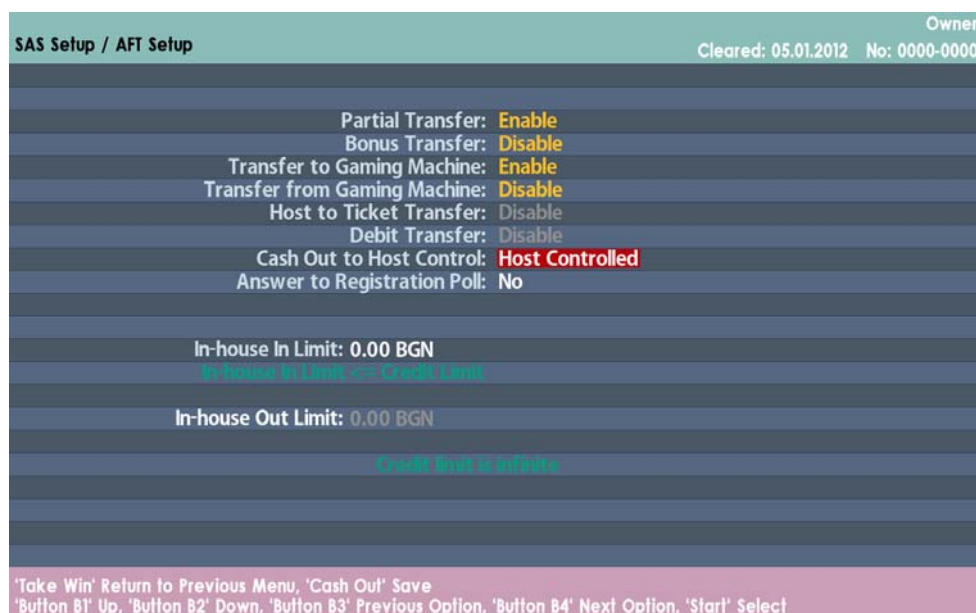 Owner
SAS Setup / AFT Setup
Cleared: 05.01.2012 No: 0000-0000
Partial Transfer: Enable
Bonus Transfer: Disable
Transfer to Gaming Machine: Enable
Transfer from Gaming Machine: Disable
Host to Ticket Transfer: Disable
Debit Transfer: Disable
Cash Out to Host Control: Host Controlled
Answer to Registration Poll: No
In-house In Limit: 0.00 BGN
In-house In Limit <= Credit Limit
In-house Out Limit: 0.00 BGN
Credit limit is infinite
'Take Win' Return to Previous Menu, 'Cash Out' Save
'Button B1' Up, 'Button B2' Down, 'Button B3' Previous Option, 'Button B4' Next Option, 'Start' Select